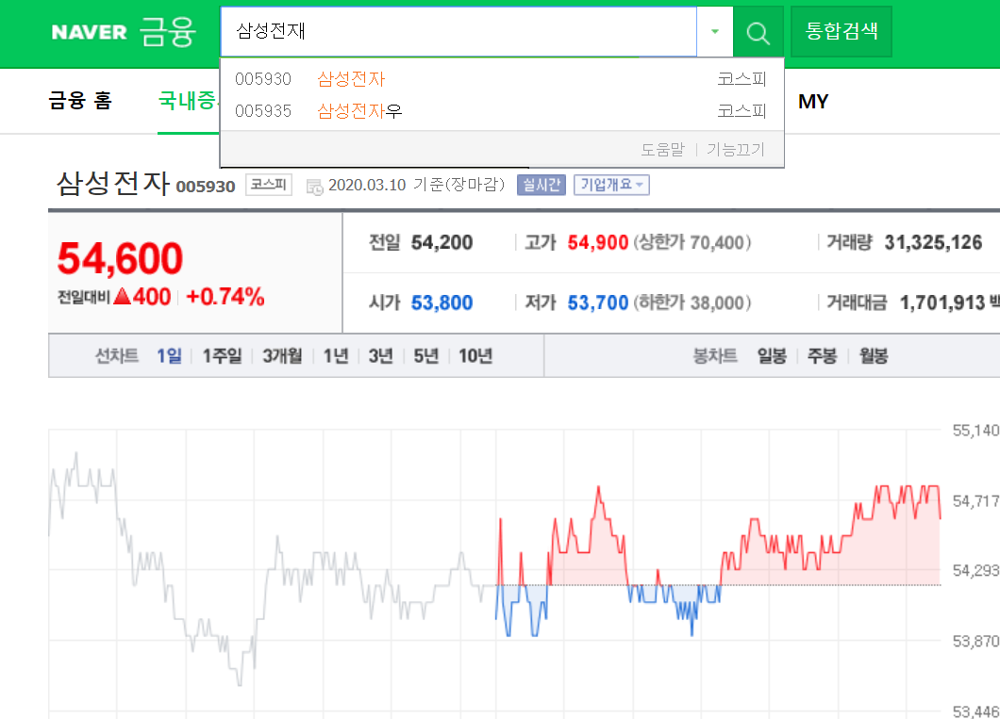 NAVER 금융 삼성전재 통합검색
005930 삼성전자 코스피
005935 삼성전자우 코스피
도움말 기능끄기
금융 홈 국내증 MY
삼성전자 005930 코스피 2020.03.10 기준(장마감) 실시간 기업개요
54,600
전일대비 ▲400 +0.74%
전일 54,200 고가 54,900 (상한가 70,400) 거래량 31,325,126
시가 53,800 저가 53,700 (하한가 38,000) 거래대금 1,701,913 백
선차트 1일 1주일 3개월 1년 3년 5년 10년 봉차트 일봉 주봉 월봉
55,140
54,717
54,293
53,870
53,446